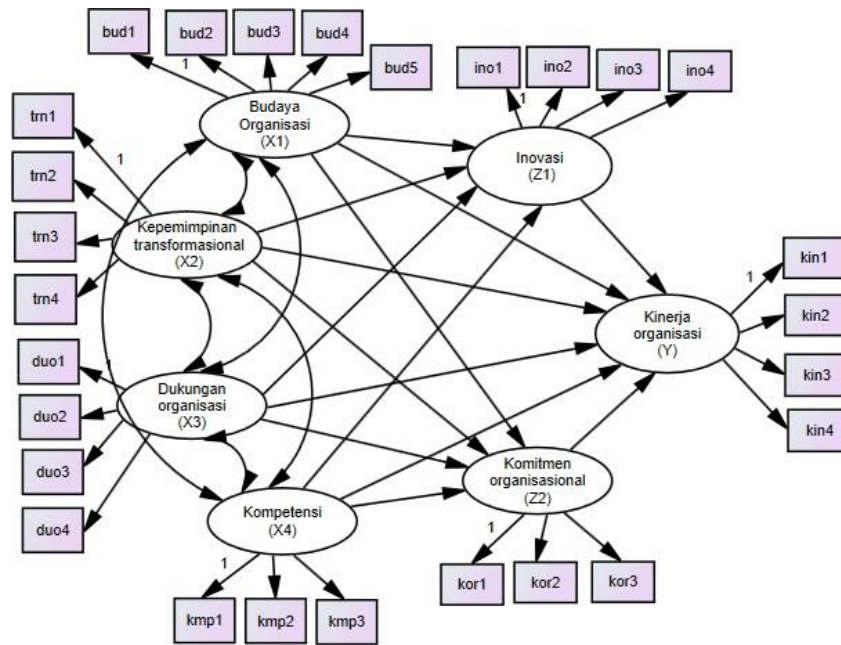 bud1
bud2
bud3
bud4
bud5
1
Budaya
Organisasi
(X1)
ino1
ino2
ino3
ino4
1
Inovasi
(Z1)
trn1
trn2
trn3
trn4
1
Kepemimpinan
transformasional
(X2)
kin1
kin2
kin3
kin4
1
Kinerja
organisasi
(Y)
duo1
duo2
duo3
duo4
1
Dukungan
organisasi
(X3)
Kompetensi
(X4)
1
kmp1
kmp2
kmp3
Komitmen
organisasional
(Z2)
1
kor1
kor2
kor3